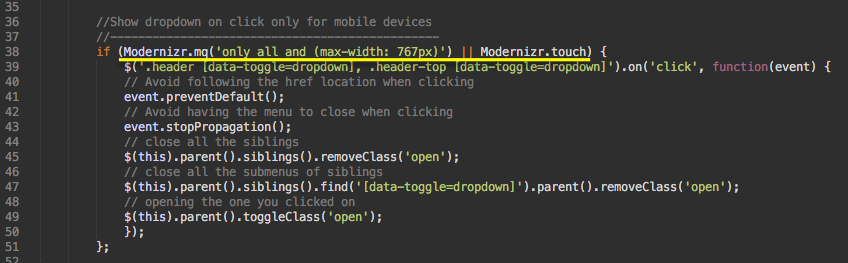 35
36 //Show dropdown on click only for mobile devices
37 //-----------------------------------------------
38 if (Modernizr.mq('only all and (max-width: 767px)') || Modernizr.touch) {
39 $('.header [data-toggle=dropdown], .header-top [data-toggle=dropdown]').on('click', function(event) {
40 // Avoid following the href location when clicking
41 event.preventDefault();
42 // Avoid having the menu to close when clicking
43 event.stopPropagation();
44 // close all the siblings
45 $(this).parent().siblings().removeClass('open');
46 // close all the submenus of siblings
47 $(this).parent().siblings().find('[data-toggle=dropdown]').parent().removeClass('open');
48 // opening the one you clicked on
49 $(this).parent().toggleClass('open');
50 });
51 };
52